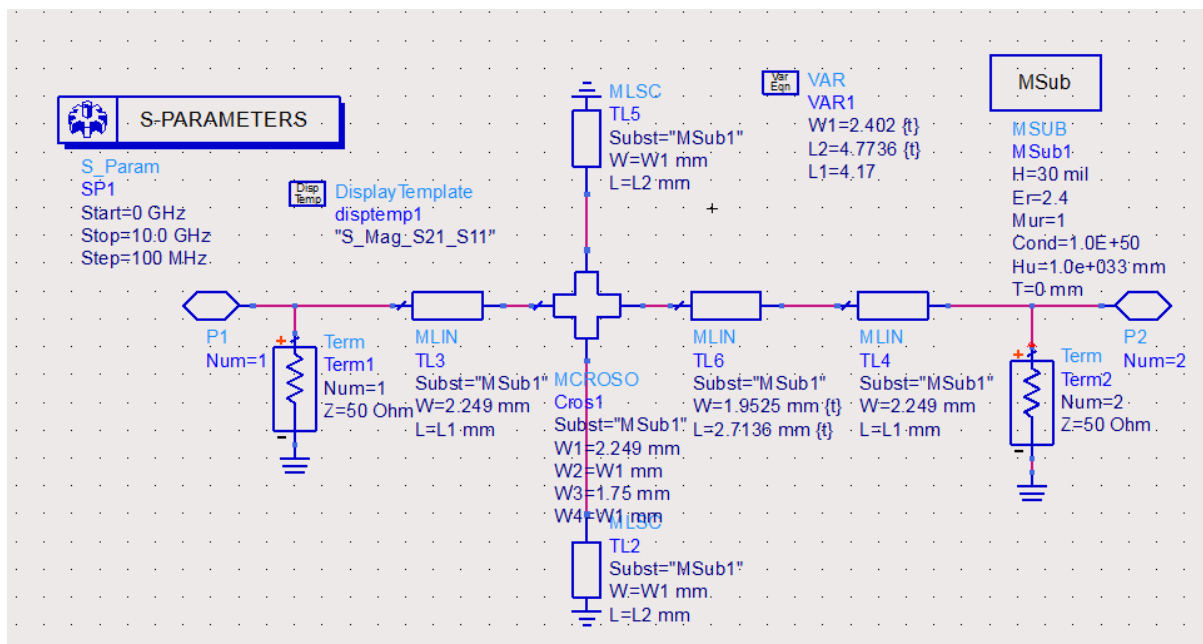 S-PARAMETERS
S_Param
SP1
Start=0 GHz
Stop=10.0 GHz
Step=100 MHz
Disp
Temp
DisplayTemplate
disptemp1
"S_Mag_S21_S11"
MLSC
TL5
Subst="MSub1"
W=W1 mm
L=L2 mm
Var
Eqn
VAR
VAR1
W1=2.402 {t}
L2=4.7736 {t}
L1=4.17
MSub
MSUB
MSub1
H=30 mil
Er=2.4
Mur=1
Cond=1.0E+50
Hu=1.0e+033 mm
T=0 mm
P1
Num=1
Term
Term1
Num=1
Z=50 Ohm
MLIN
TL3
Subst="MSub1"
W=2.249 mm
L=L1 mm
MCROSO
Cros1
Subst="MSub1"
W1=2.249 mm
W2=W1 mm
W3=1.75 mm
W4=W1 mm
MLIN
TL6
Subst="MSub1"
W=1.9525 mm {t}
L=2.7136 mm {t}
MLIN
TL4
Subst="MSub1"
W=2.249 mm
L=L1 mm
Term
Term2
Num=2
Z=50 Ohm
P2
Num=2
MLSC
TL2
Subst="MSub1"
W=W1 mm
L=L2 mm